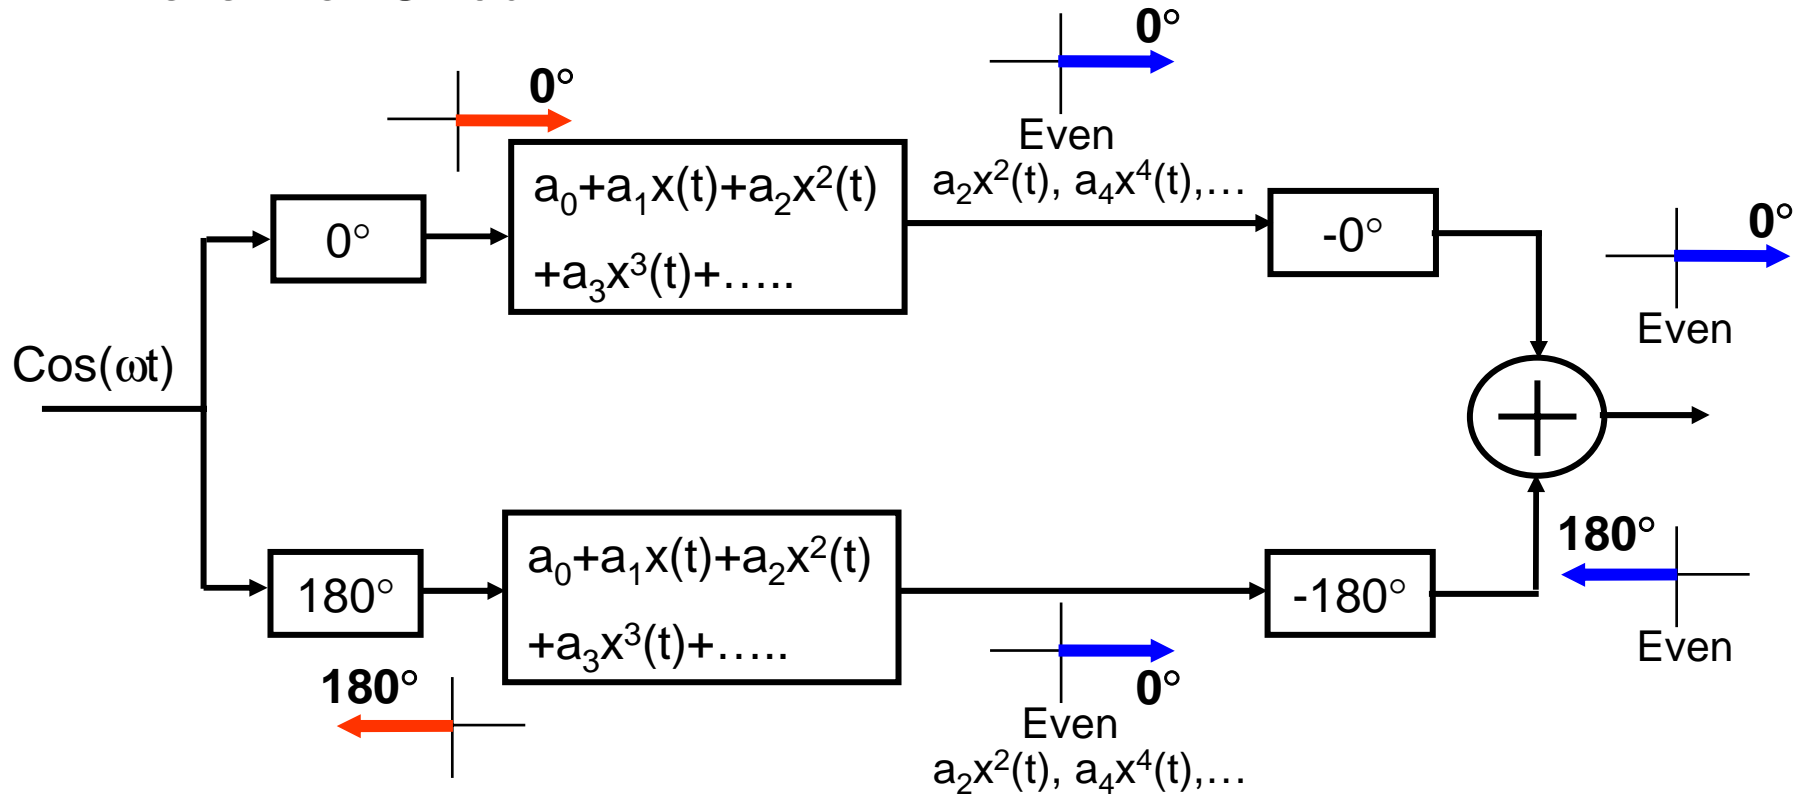 0°
0°
Even
a₂x²(t), a₄x⁴(t),…
a₀+a₁x(t)+a₂x²(t)
+a₃x³(t)+…..
0°
-0°
0°
Even
Cos(ωt)
180°
a₀+a₁x(t)+a₂x²(t)
+a₃x³(t)+…..
180°
-180°
180°
Even
0°
Even
a₂x²(t), a₄x⁴(t),…